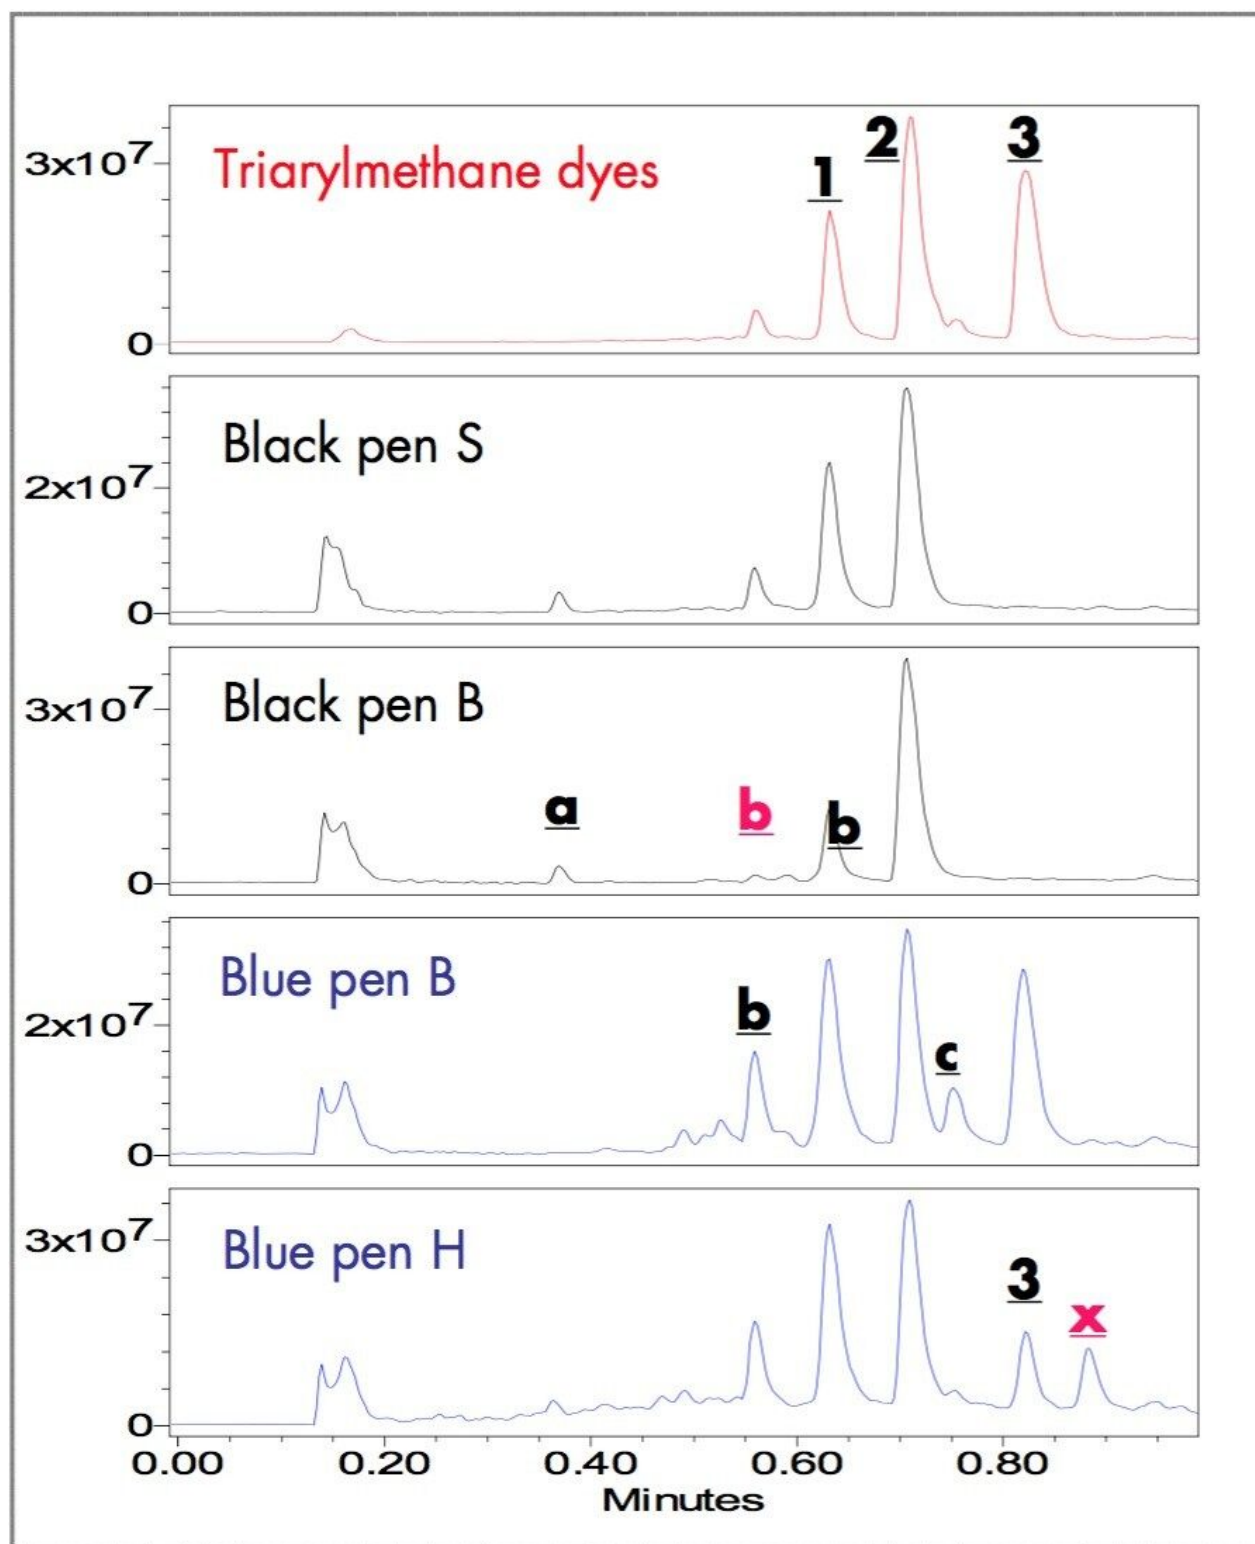 Triarylmethane dyes
1
2
3
3x10⁷
0
Black pen S
2x10⁷
0
Black pen B
3x10⁷
a
b
b
0
Blue pen B
2x10⁷
b
c
0
Blue pen H
3x10⁷
3
x
0
0.00 0.20 0.40 0.60 0.80
Minutes